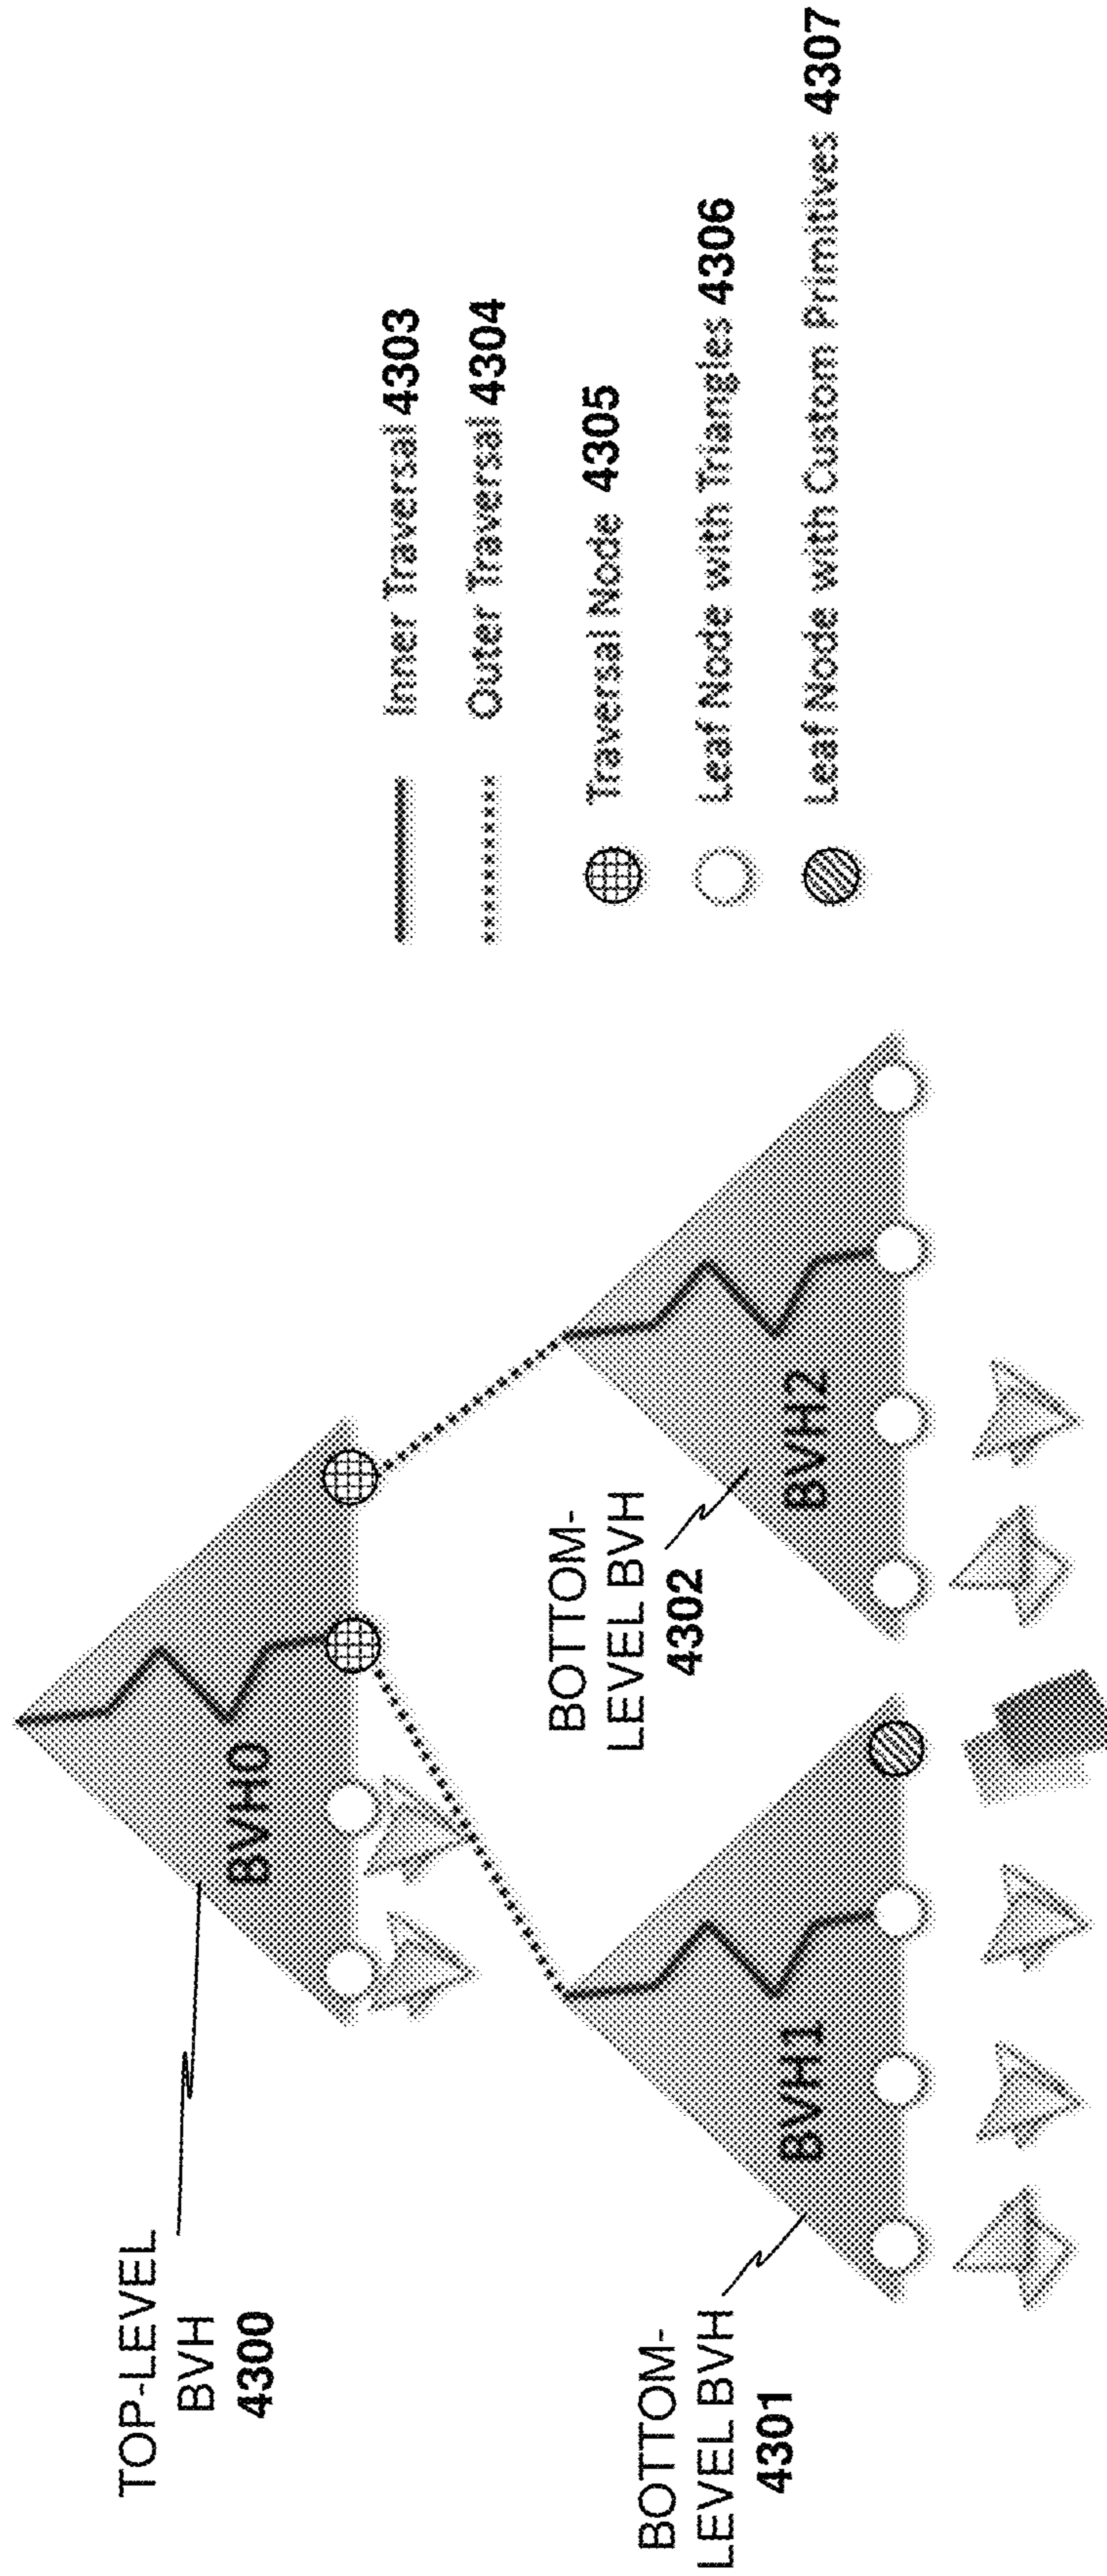 TOP-LEVEL
BVH
4300
BVH0
BOTTOM-
LEVEL BVH
4301
BVH1
BOTTOM-
LEVEL BVH
4302
BVH2
Inner Traversal 4303
Outer Traversal 4304
Traversal Node 4305
Leaf Node with Triangles 4306
Leaf Node with Custom Primitives 4307